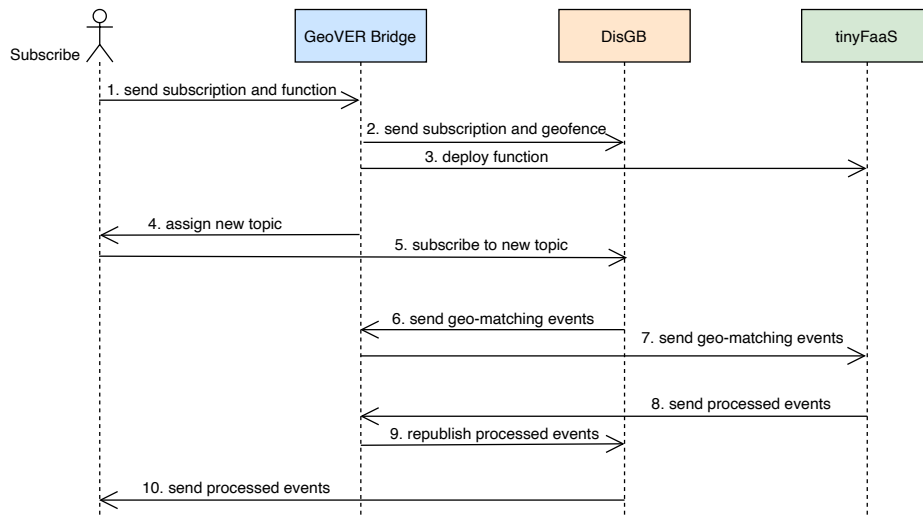 GeoVER Bridge
DisGB
tinyFaaS
Subscribe
1. send subscription and function
2. send subscription and geofence
3. deploy function
4. assign new topic
5. subscribe to new topic
6. send geo-matching events
7. send geo-matching events
8. send processed events
9. republish processed events
10. send processed events